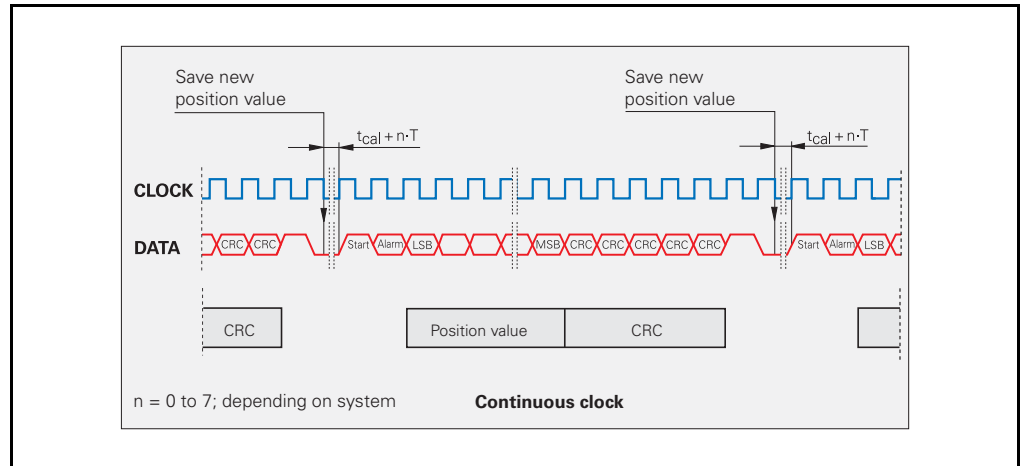 Save new
position value
Save new
position value
tcal + n·T
tcal + n·T
CLOCK
DATA
CRC CRC Start Alarm LSB MSB CRC CRC CRC CRC CRC Start Alarm LSB
CRC Position value CRC
n = 0 to 7; depending on system Continuous clock